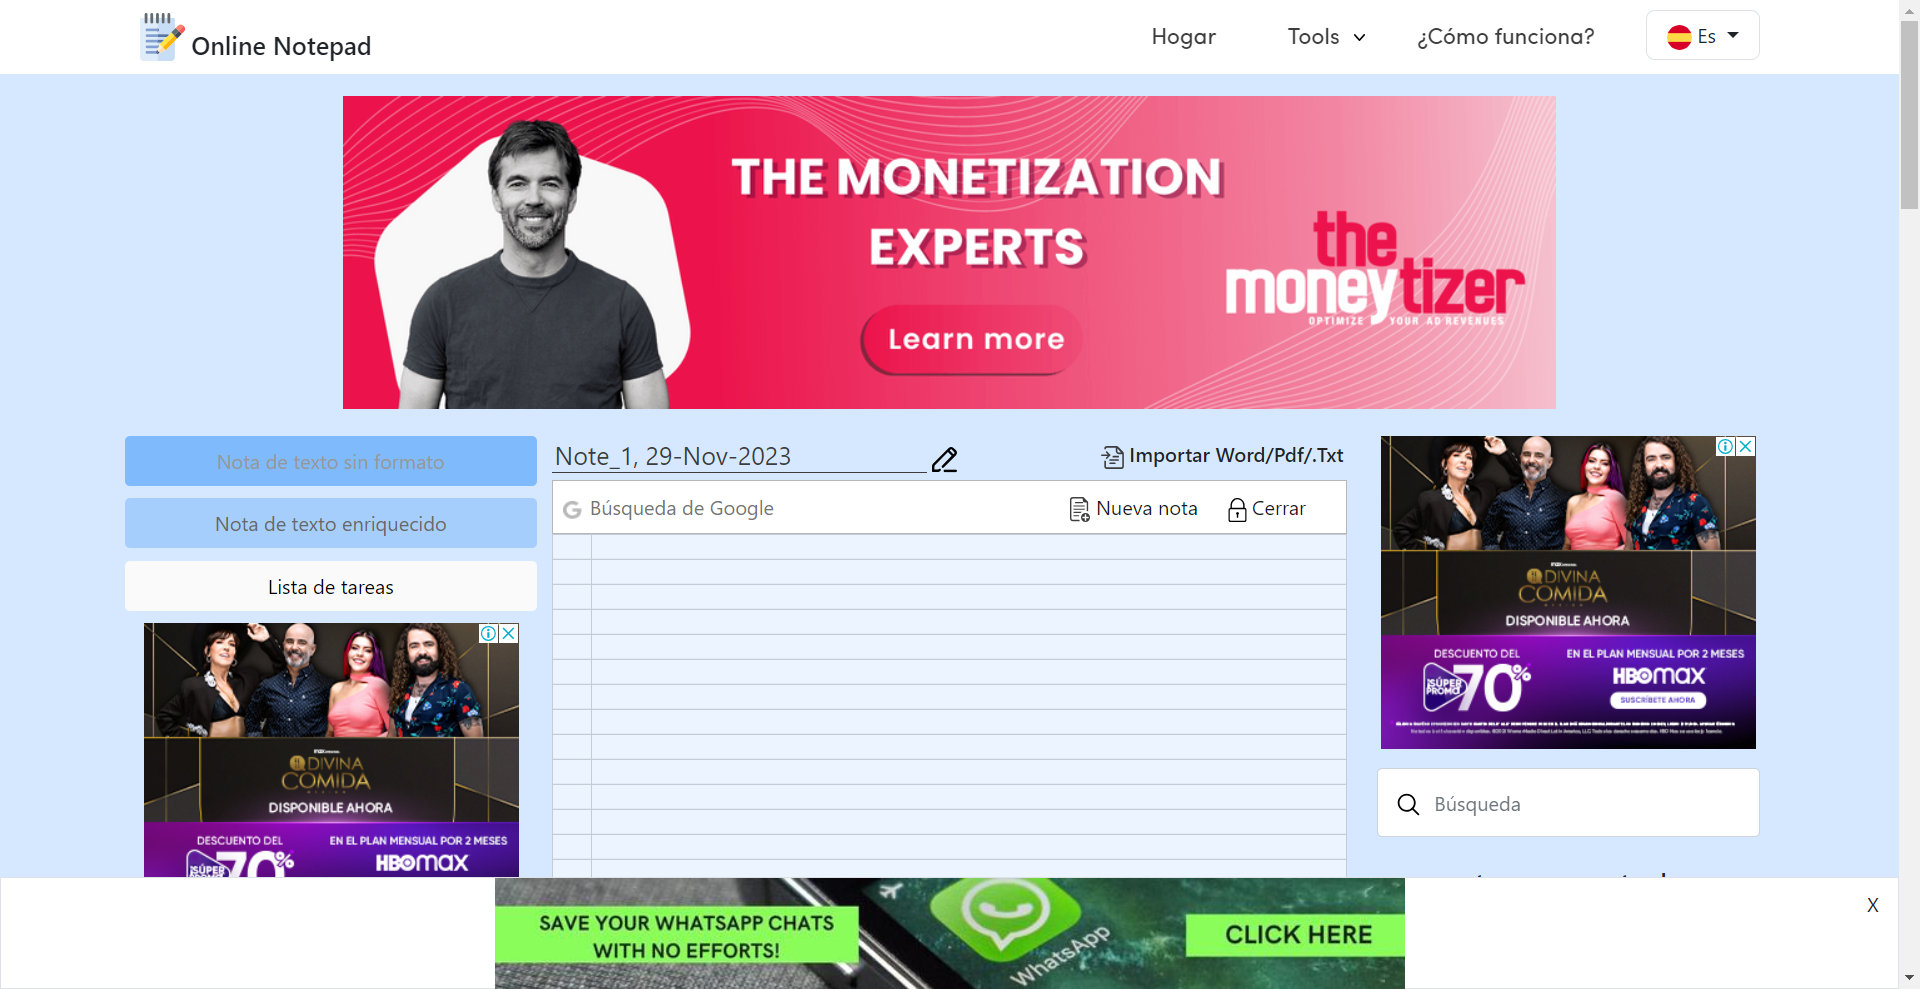 Online Notepad
Hogar
Tools
¿Cómo funciona?
Es
THE MONETIZATION
EXPERTS
Learn more
the
moneytizer
OPTIMIZE YOUR AD REVENUES
Nota de texto sin formato
Nota de texto enriquecido
Lista de tareas
DIVINA
COMIDA
DISPONIBLE AHORA
DESCUENTO DEL
EN EL PLAN MENSUAL POR 2 MESES
¡SÚPER
70%
HBOMAX
Note_1, 29-Nov-2023
Importar Word/Pdf/.Txt
Búsqueda de Google
Nueva nota
Cerrar
DIVINA
COMIDA
DISPONIBLE AHORA
DESCUENTO DEL
EN EL PLAN MENSUAL POR 2 MESES
¡SÚPER
PROMO
70%
HBOMAX
SUSCRÍBETE AHORA
Búsqueda
SAVE YOUR WHATSAPP CHATS
WITH NO EFFORTS!
WhatsApp
CLICK HERE
X